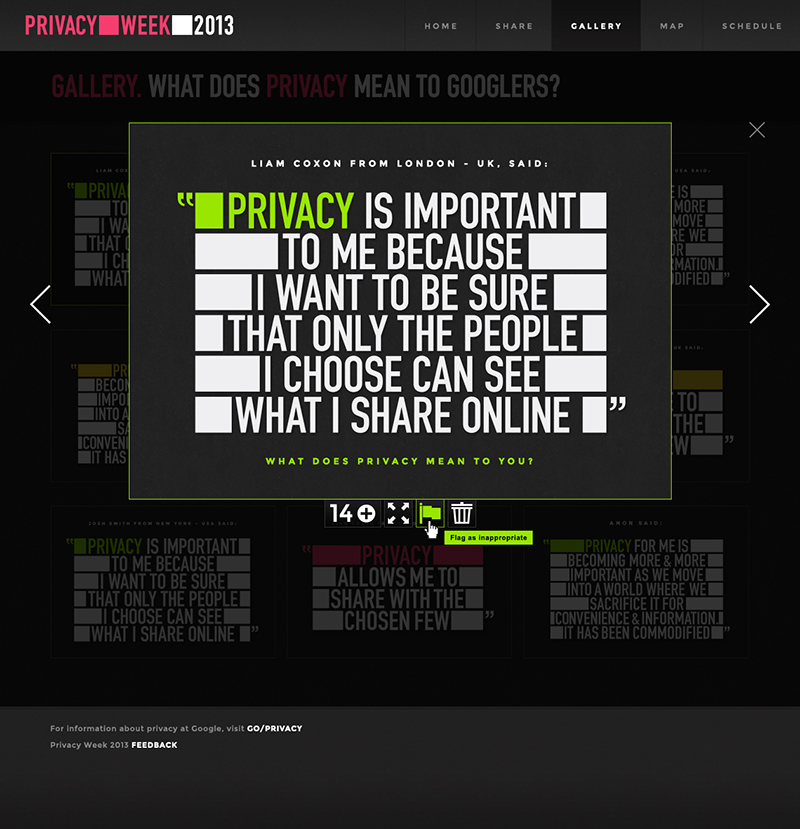 PRIVACY WEEK 2013
HOME SHARE GALLERY MAP SCHEDULE
GALLERY. WHAT DOES PRIVACY MEAN TO GOOGLERS?
LIAM COXON FROM LONDON - UK, SAID:
“PRIVACY IS IMPORTANT
TO ME BECAUSE
I WANT TO BE SURE
THAT ONLY THE PEOPLE
I CHOOSE CAN SEE
WHAT I SHARE ONLINE”
WHAT DOES PRIVACY MEAN TO YOU?
14
Flag as inappropriate
JOSH SMITH FROM NEW YORK - USA SAID:
“PRIVACY IS IMPORTANT
TO ME BECAUSE
I WANT TO BE SURE
THAT ONLY THE PEOPLE
I CHOOSE CAN SEE
WHAT I SHARE ONLINE”
“PRIVACY
ALLOWS ME TO
SHARE WITH THE
CHOSEN FEW”
ANON SAID:
“PRIVACY FOR ME IS
BECOMING MORE & MORE
IMPORTANT AS WE MOVE
INTO A WORLD WHERE WE
SACRIFICE IT FOR
CONVENIENCE & INFORMATION.
IT HAS BEEN COMMODIFIED”
For information about privacy at Google, visit GO/PRIVACY
Privacy Week 2013 FEEDBACK